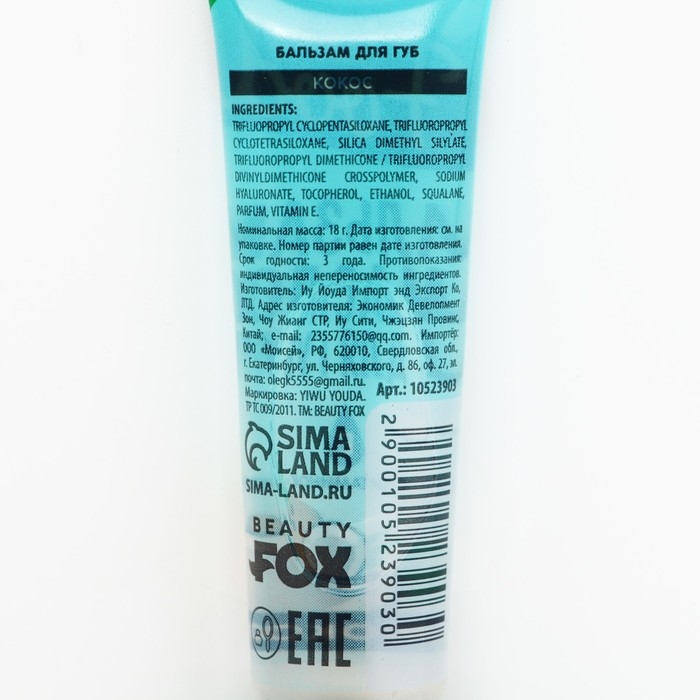 БАЛЬЗАМ ДЛЯ ГУБ
КОКОС
INGREDIENTS:
TRIFLUOPROPYL CYCLOPENTASILOXANE, TRIFLUOROPROPYL
CYCLOTETRASILOXANE, SILICA DIMETHYL SILYLATE,
TRIFLUOROPROPYL DIMETHICONE / TRIFLUOROPROPYL
DIVINYLDIMETHICONE CROSSPOLYMER, SODIUM
HYALURONATE, TOCOPHEROL, ETHANOL, SQUALANE,
PARFUM, VITAMIN E.
Номинальная масса: 18 г. Дата изготовления: см. на
упаковке. Номер партии равен дате изготовления.
Срок годности: 3 года. Противопоказания:
индивидуальная непереносимость ингредиентов.
Изготовитель: Иу Йоуда Импорт энд Экспорт Ко,
ЛТД. Адрес изготовителя: Экономик Девелопмент
Зон, Чоу Жианг СТР, Иу Сити, Чжэцзян Провинс,
Китай; e-mail: 2355776150@qq.com. Импортёр:
ООО «Моисей», РФ, 620010, Свердловская обл.,
г. Екатеринбург, ул. Черняховского, д. 86, оф. 27, эл.
почта: olegk5555@gmail.ru.
Маркировка: YIWU YOUDA.
ТР ТС 009/2011. ТМ: BEAUTY FOX
Арт.: 10523903
SIMA
LAND
SIMA-LAND.RU
BEAUTY
FOX
EAC
2900105239030